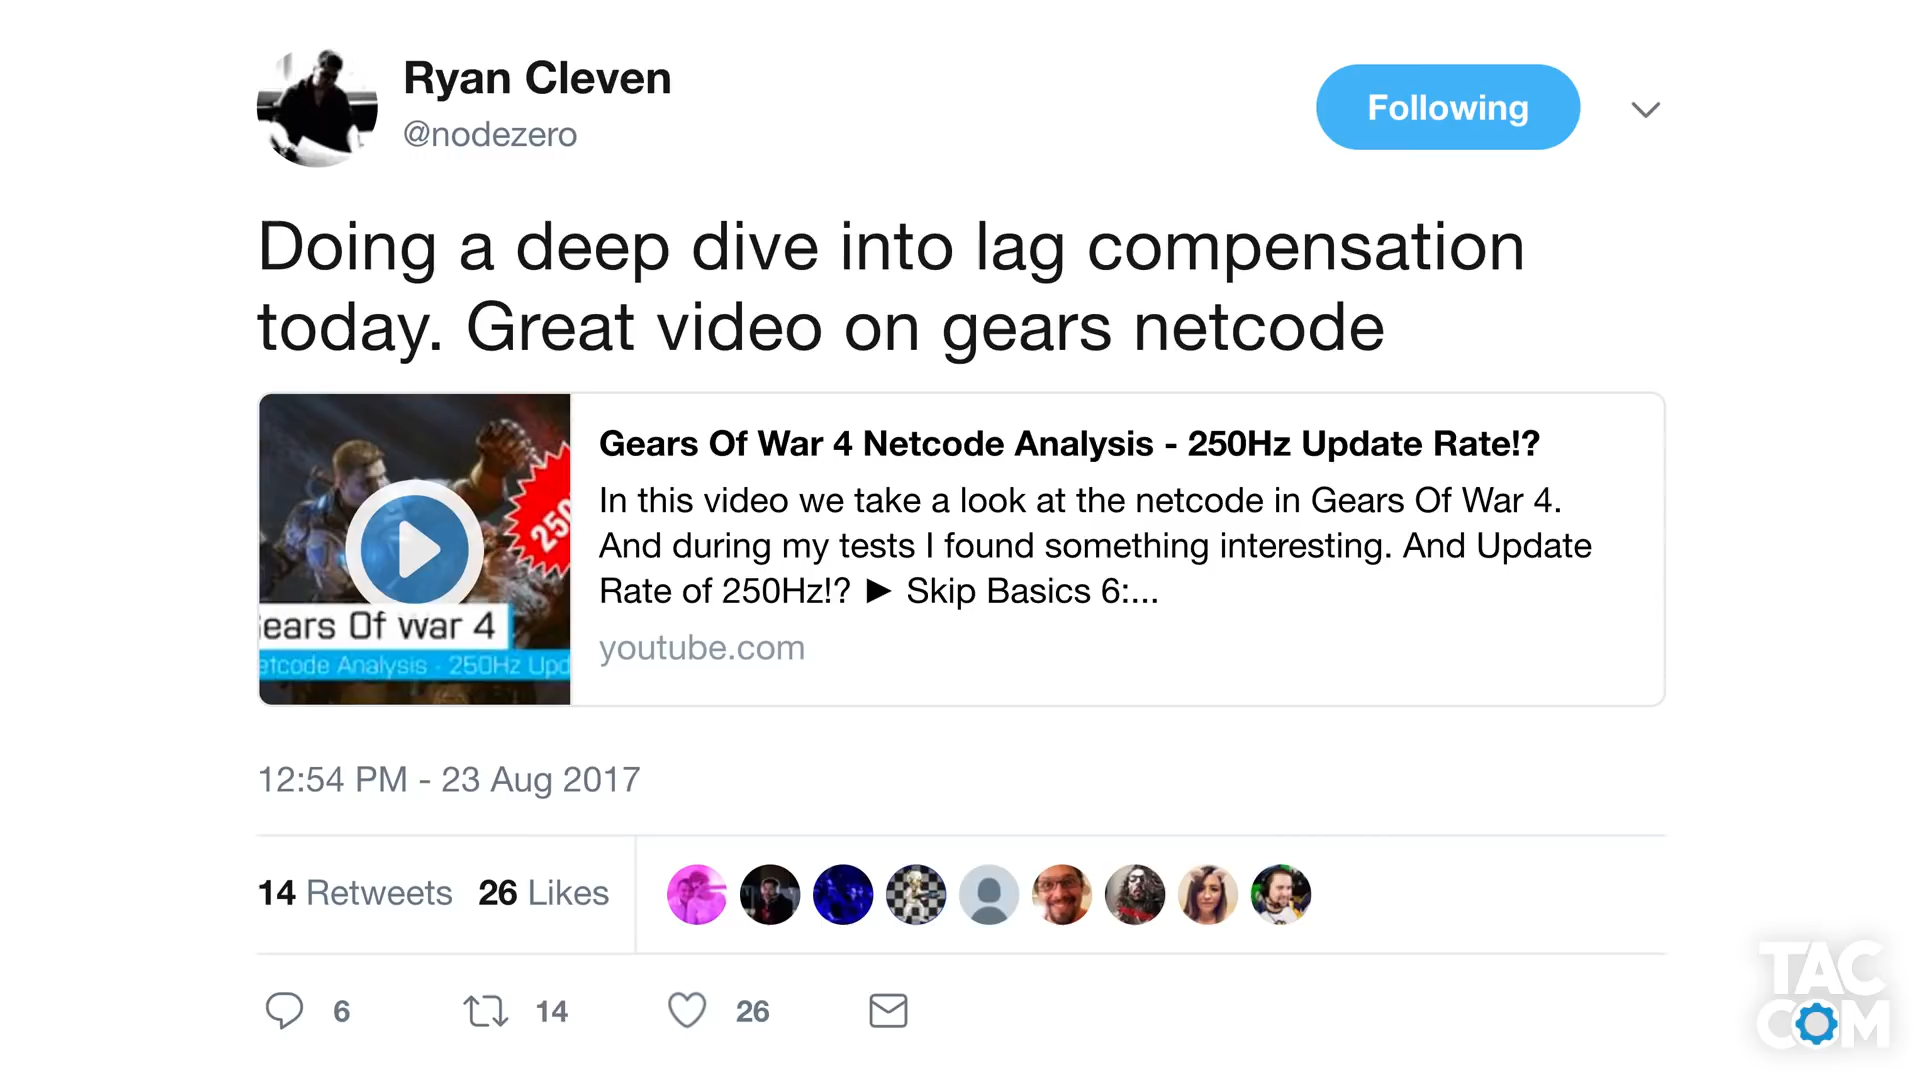 Ryan Cleven
@nodezero
Following
Doing a deep dive into lag compensation
today. Great video on gears netcode
250
ears Of war 4
etcode Analysis - 250Hz Upd
Gears Of War 4 Netcode Analysis - 250Hz Update Rate!?
In this video we take a look at the netcode in Gears Of War 4.
And during my tests I found something interesting. And Update
Rate of 250Hz!? ► Skip Basics 6:...
youtube.com
12:54 PM - 23 Aug 2017
14 Retweets 26 Likes
6 14 26
TAC
COM